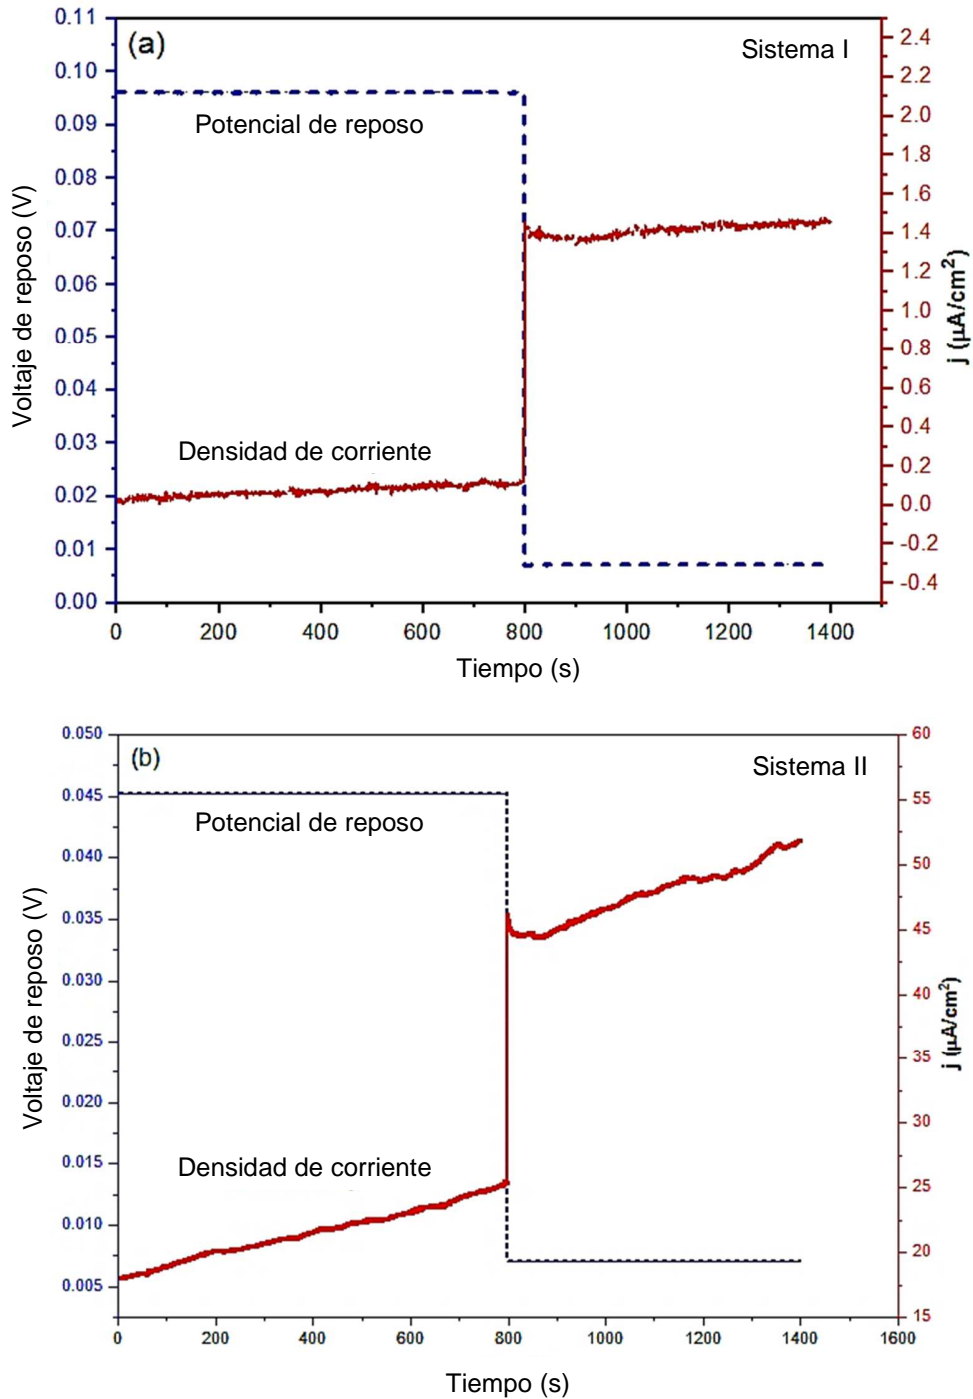 (a)
Sistema I
Potencial de reposo
Densidad de corriente
Voltaje de reposo (V)
0.11
0.10
0.09
0.08
0.07
0.06
0.05
0.04
0.03
0.02
0.01
0.00
2.4
2.2
2.0
1.8
1.6
1.4
1.2
1.0
0.8
0.6
0.4
0.2
0.0
-0.2
-0.4
j (µA/cm²)
0 200 400 600 800 1000 1200 1400
Tiempo (s)
(b)
Sistema II
Potencial de reposo
Densidad de corriente
Voltaje de reposo (V)
0.050
0.045
0.040
0.035
0.030
0.025
0.020
0.015
0.010
0.005
60
55
50
45
40
35
30
25
20
15
j (µA/cm²)
0 200 400 600 800 1000 1200 1400 1600
Tiempo (s)